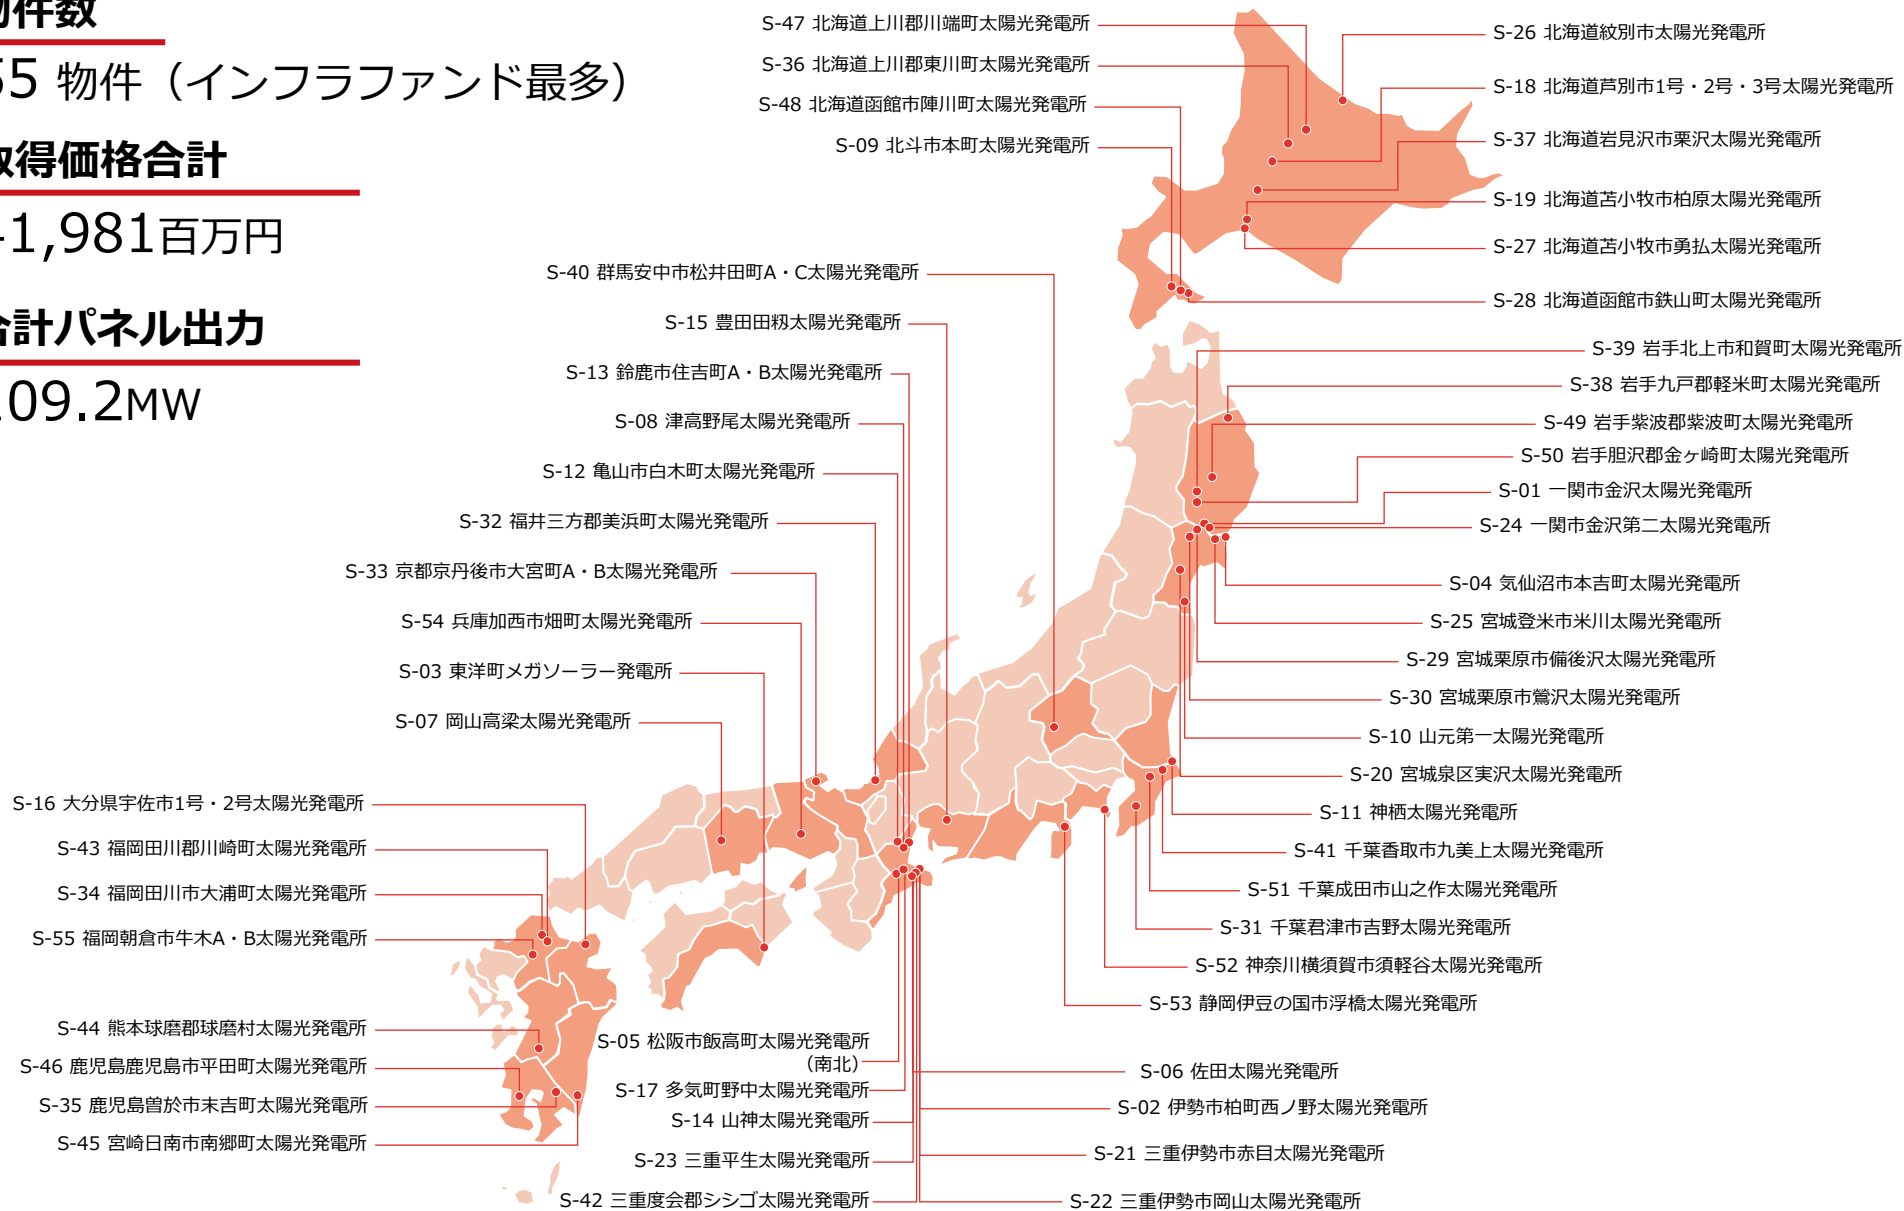 物件数
55 物件（インフラファンド最多）
取得価格合計
41,981百万円
合計パネル出力
109.2MW
S-47 北海道上川郡川端町太陽光発電所
S-36 北海道上川郡東川町太陽光発電所
S-48 北海道函館市陣川町太陽光発電所
S-09 北斗市本町太陽光発電所
S-26 北海道紋別市太陽光発電所
S-18 北海道芦別市1号・2号・3号太陽光発電所
S-37 北海道岩見沢市栗沢太陽光発電所
S-19 北海道苫小牧市柏原太陽光発電所
S-27 北海道苫小牧市勇払太陽光発電所
S-28 北海道函館市鉄山町太陽光発電所
S-40 群馬安中市松井田町A・C太陽光発電所
S-15 豊田田籾太陽光発電所
S-13 鈴鹿市住吉町A・B太陽光発電所
S-08 津高野尾太陽光発電所
S-12 亀山市白木町太陽光発電所
S-32 福井三方郡美浜町太陽光発電所
S-33 京都京丹後市大宮町A・B太陽光発電所
S-54 兵庫加西市畑町太陽光発電所
S-03 東洋町メガソーラー発電所
S-07 岡山高梁太陽光発電所
S-39 岩手北上市和賀町太陽光発電所
S-38 岩手九戸郡軽米町太陽光発電所
S-49 岩手紫波郡紫波町太陽光発電所
S-50 岩手胆沢郡金ヶ崎町太陽光発電所
S-01 一関市金沢太陽光発電所
S-24 一関市金沢第二太陽光発電所
S-04 気仙沼市本吉町太陽光発電所
S-25 宮城登米市米川太陽光発電所
S-29 宮城栗原市備後沢太陽光発電所
S-30 宮城栗原市鶯沢太陽光発電所
S-10 山元第一太陽光発電所
S-20 宮城泉区実沢太陽光発電所
S-11 神栖太陽光発電所
S-41 千葉香取市九美上太陽光発電所
S-51 千葉成田市山之作太陽光発電所
S-31 千葉君津市吉野太陽光発電所
S-52 神奈川横須賀市須軽谷太陽光発電所
S-53 静岡伊豆の国市浮橋太陽光発電所
S-16 大分県宇佐市1号・2号太陽光発電所
S-43 福岡田川郡川崎町太陽光発電所
S-34 福岡田川市大浦町太陽光発電所
S-55 福岡朝倉市牛木A・B太陽光発電所
S-44 熊本球磨郡球磨村太陽光発電所
S-46 鹿児島鹿児島市平田町太陽光発電所
S-35 鹿児島曽於市末吉町太陽光発電所
S-45 宮崎日南市南郷町太陽光発電所
S-05 松阪市飯高町太陽光発電所
（南北）
S-17 多気町野中太陽光発電所
S-14 山神太陽光発電所
S-23 三重平生太陽光発電所
S-42 三重度会郡シシゴ太陽光発電所
S-06 佐田太陽光発電所
S-02 伊勢市柏町西ノ野太陽光発電所
S-21 三重伊勢市赤目太陽光発電所
S-22 三重伊勢市岡山太陽光発電所